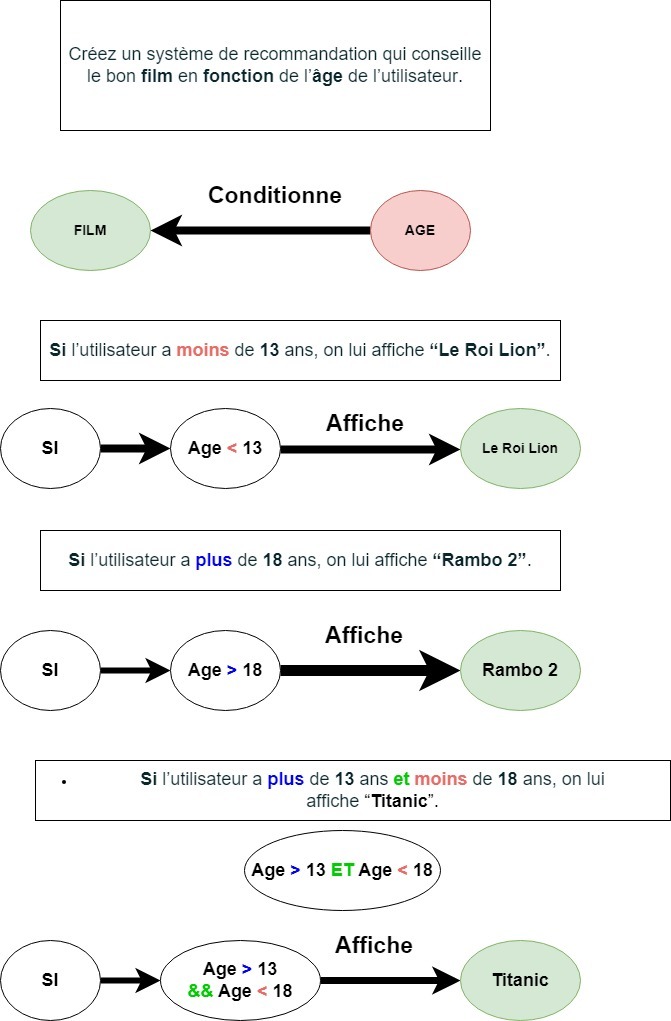 Créez un système de recommandation qui conseille
le bon film en fonction de l’âge de l’utilisateur.
Conditionne
FILM
AGE
Si l’utilisateur a moins de 13 ans, on lui affiche “Le Roi Lion”.
Affiche
SI
Age < 13
Le Roi Lion
Si l’utilisateur a plus de 18 ans, on lui affiche “Rambo 2”.
Affiche
SI
Age > 18
Rambo 2
• Si l’utilisateur a plus de 13 ans et moins de 18 ans, on lui
affiche “Titanic”.
Age > 13 ET Age < 18
Affiche
SI
Age > 13
&& Age < 18
Titanic